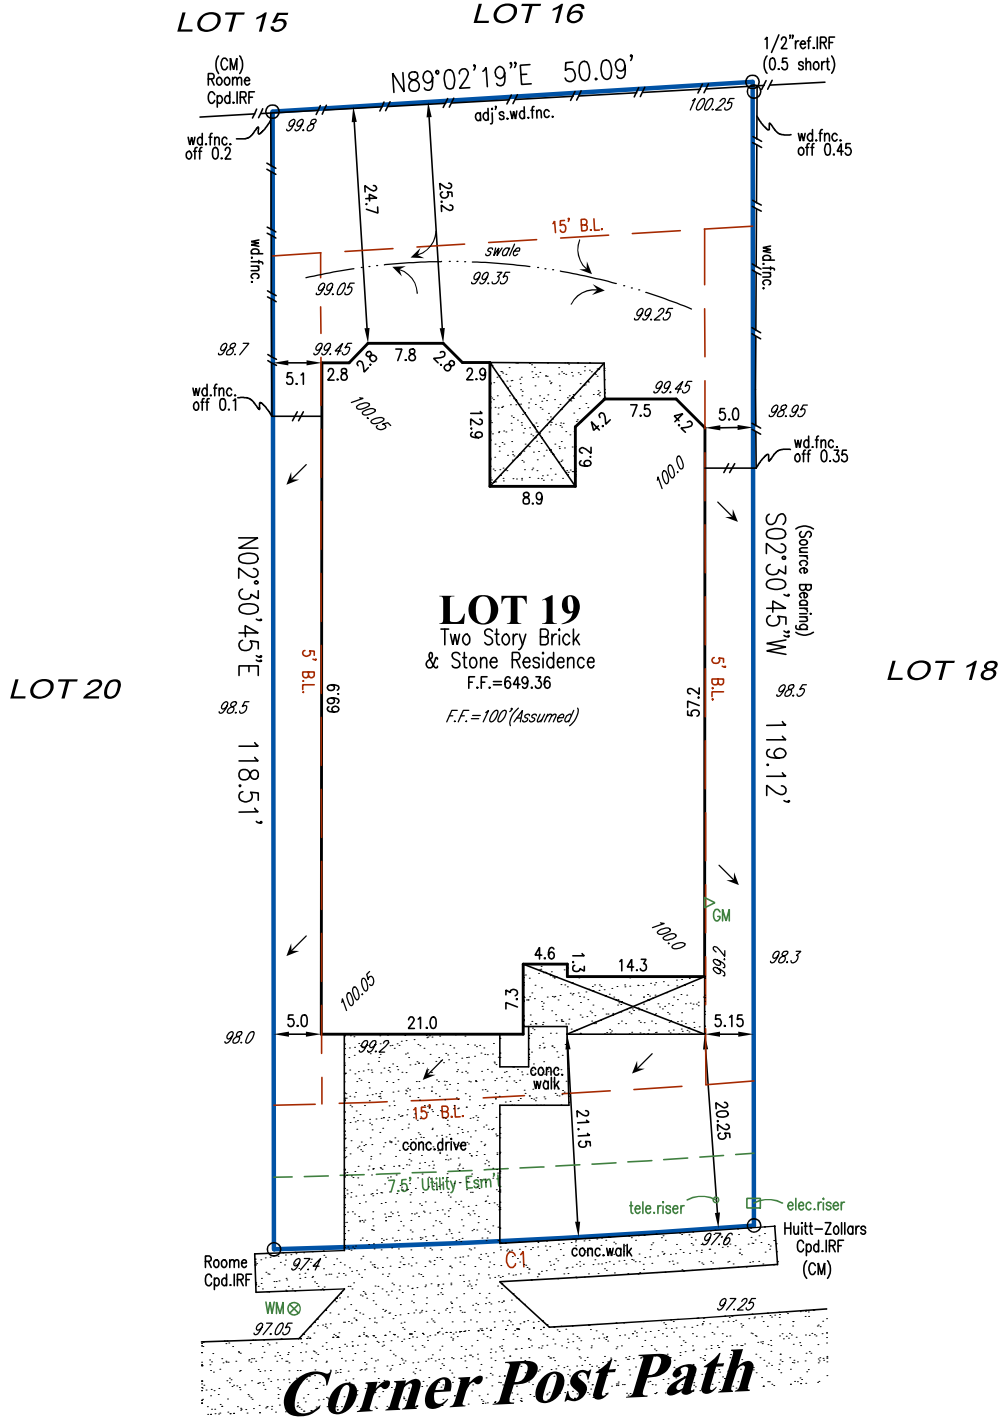 LOT 15
LOT 16
(CM)
Roome
Cpd.IRF
N89°02'19"E 50.09'
1/2"ref.IRF
(0.5 short)
99.8
adj's.wd.fnc.
100.25
wd.fnc.
off 0.2
wd.fnc.
off 0.45
24.7
25.2
15' B.L.
wd.fnc.
swale
wd.fnc.
99.05
99.35
99.25
98.7
99.45
5.1
2.8
2.8
7.8
2.8
2.9
wd.fnc.
off 0.1
100.05
12.9
99.45
4.2
7.5
4.2
5.0
98.95
6.2
100.0
wd.fnc.
off 0.35
8.9
N02°30'45"E 118.51'
S02°30'45"W 119.12'
(Source Bearing)
LOT 19
Two Story Brick
& Stone Residence
F.F.=649.36
F.F.=100'(Assumed)
LOT 20
LOT 18
5' B.L.
69.9
57.2
5' B.L.
98.5
98.5
GM
100.0
99.2
98.3
4.6
1.3
14.3
7.3
100.05
98.0
5.0
21.0
5.15
99.2
conc.
walk
15' B.L.
21.15
20.25
conc.drive
7.5' Utility Esm't
tele.riser
elec.riser
Roome
Cpd.IRF
97.4
C1
conc.walk
97.6
Huitt-Zollars
Cpd.IRF
(CM)
WM
97.05
97.25
Corner Post Path